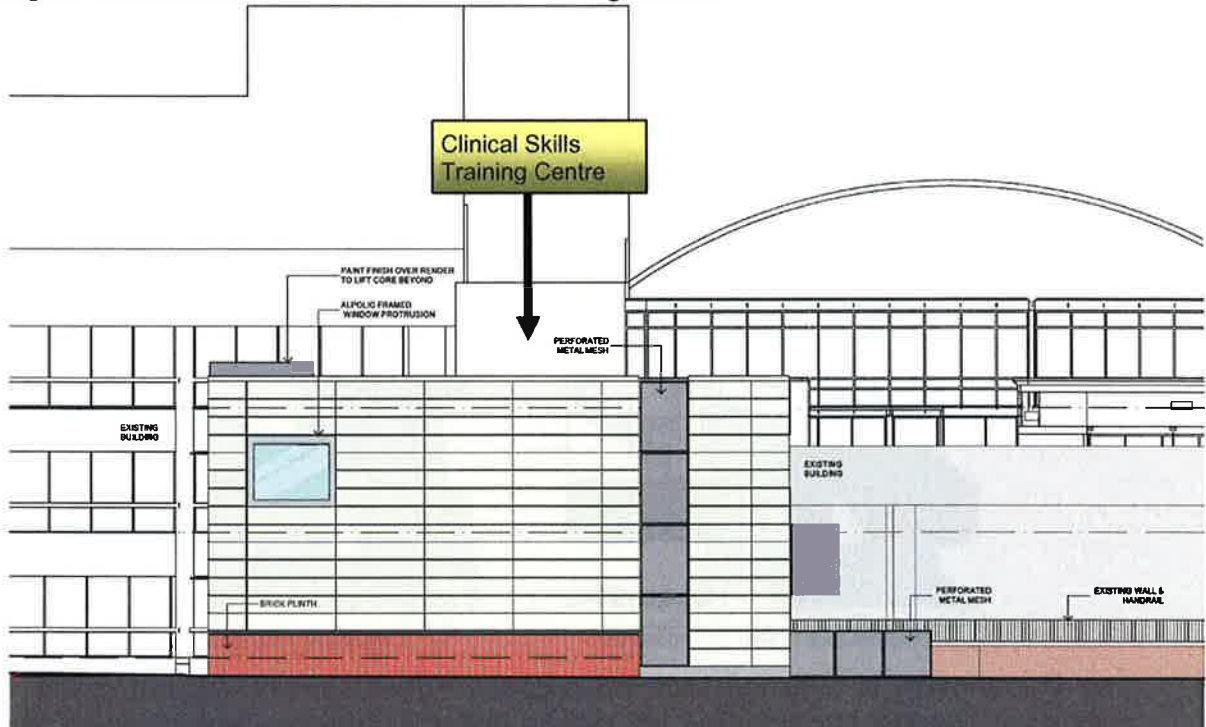 Clinical Skills
Training Centre
PAINT FINISH OVER RENDER
TO LIFT CORE BEYOND
ALPOLIC FRAMED
WINDOW PROTRUSION
PERFORATED
METAL MESH
EXISTING
BUILDING
EXISTING
BUILDING
BRICK PLINTH
PERFORATED
METAL MESH
EXISTING WALL &
HANDRAIL